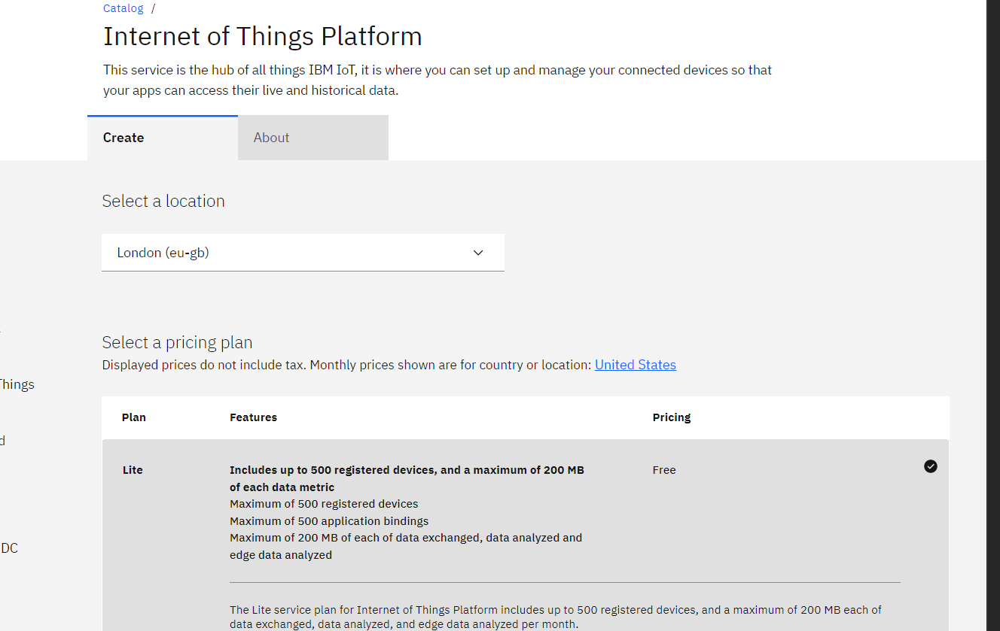 Catalog /
Internet of Things Platform
This service is the hub of all things IBM IoT, it is where you can set up and manage your connected devices so that
your apps can access their live and historical data.
Create
About
Select a location
London (eu-gb)
Select a pricing plan
Displayed prices do not include tax. Monthly prices shown are for country or location: United States
Things
Plan Features Pricing
d
Lite Includes up to 500 registered devices, and a maximum of 200 MB Free
of each data metric
Maximum of 500 registered devices
Maximum of 500 application bindings
Maximum of 200 MB of each of data exchanged, data analyzed and
DC
edge data analyzed
The Lite service plan for Internet of Things Platform includes up to 500 registered devices, and a maximum of 200 MB each of
data exchanged, data analyzed, and edge data analyzed per month.